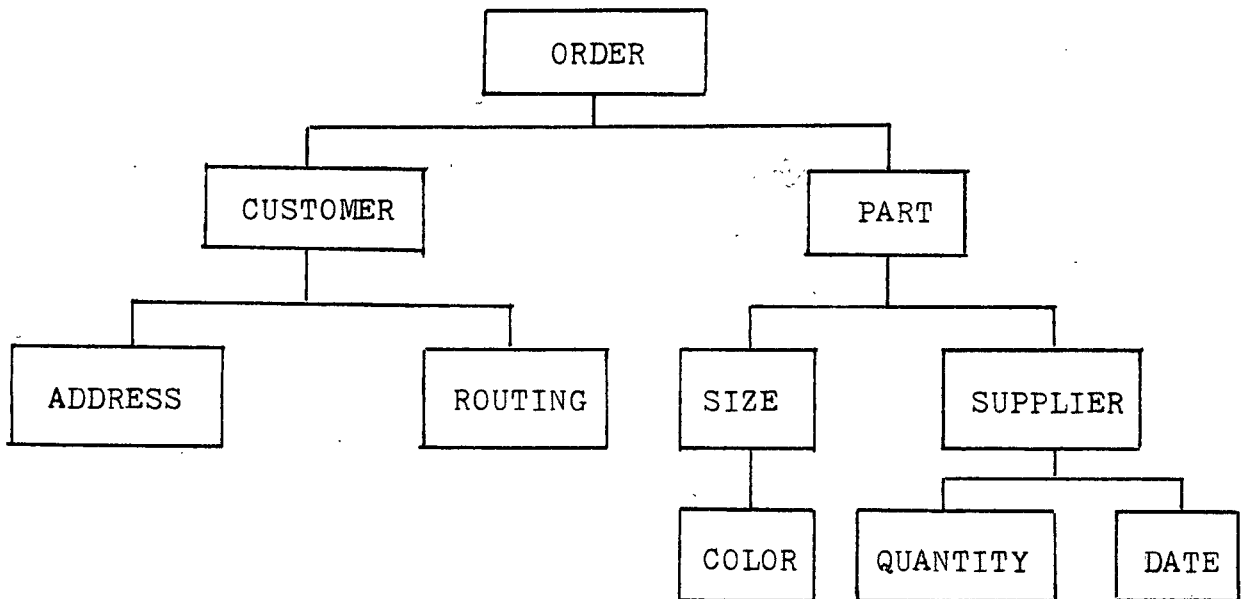 ORDER
CUSTOMER
PART
ADDRESS
ROUTING
SIZE
SUPPLIER
COLOR
QUANTITY
DATE